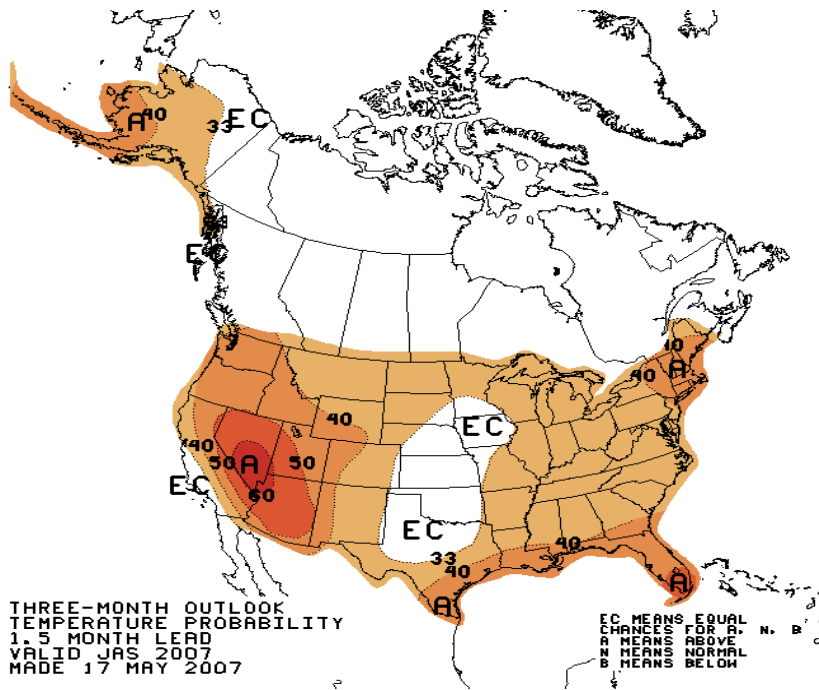 A 40
33 EC
EC
10
A
40
40
EC
40
50 A 50
60
EC
EC
33
40
40
A
A
THREE-MONTH OUTLOOK
TEMPERATURE PROBABILITY
1.5 MONTH LEAD
VALID JAS 2007
MADE 17 MAY 2007
EC MEANS EQUAL
CHANCES FOR A, N, B
A MEANS ABOVE
N MEANS NORMAL
B MEANS BELOW